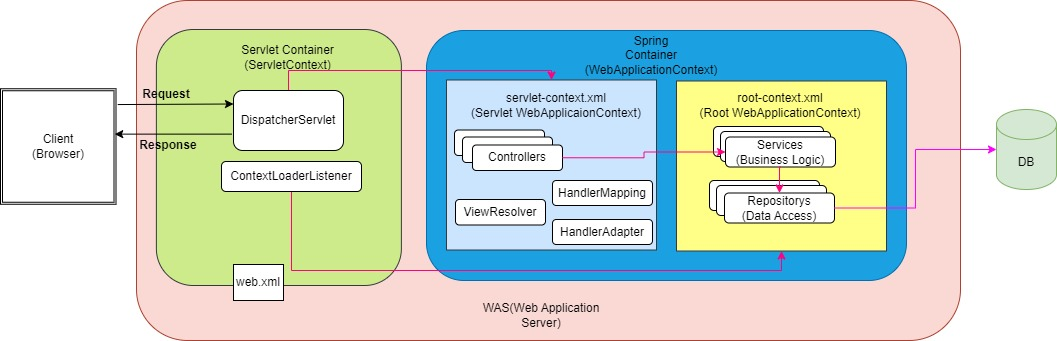 Client
(Browser)
Request
Response
Servlet Container
(ServletContext)
DispatcherServlet
ContextLoaderListener
web.xml
Spring
Container
(WebApplicationContext)
servlet-context.xml
(Servlet WebApplicaionContext)
Controllers
HandlerMapping
ViewResolver
HandlerAdapter
root-context.xml
(Root WebApplicationContext)
Services
(Business Logic)
Repositorys
(Data Access)
DB
WAS(Web Application
Server)